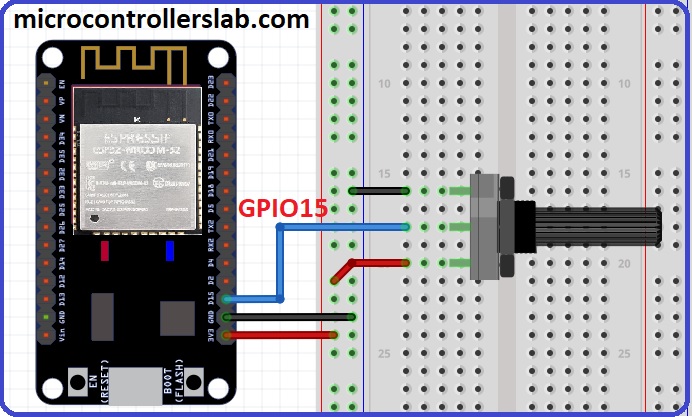 microcontrollerslab.com
EN
VP
VN
D34
D35
D32
D33
D25
D26
D27
D14
D12
D13
GND
Vin
ESPRESSIF
ESP32-WROOM-32
D23
D22
TX0
RX0
D21
D19
D18
D5
TX2
RX2
D4
D2
D15
GND
3V3
EN
(RESET)
BOOT
(FLASH)
GPIO15
10
15
25
10
15
20
25